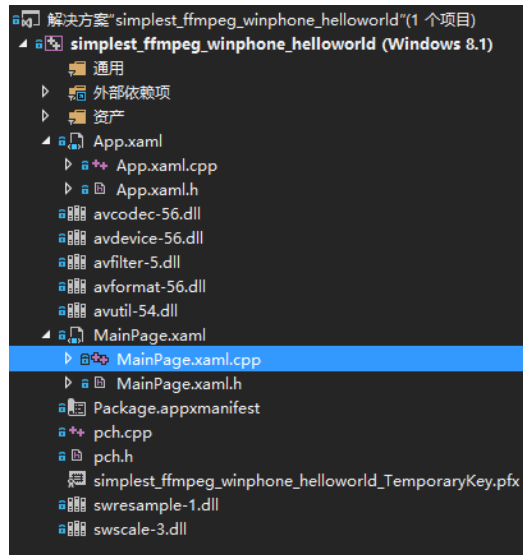 解决方案"simplest_ffmpeg_winphone_helloworld"(1 个项目)
simplest_ffmpeg_winphone_helloworld (Windows 8.1)
通用
外部依赖项
资产
App.xaml
App.xaml.cpp
App.xaml.h
avcodec-56.dll
avdevice-56.dll
avfilter-5.dll
avformat-56.dll
avutil-54.dll
MainPage.xaml
MainPage.xaml.cpp
MainPage.xaml.h
Package.appxmanifest
pch.cpp
pch.h
simplest_ffmpeg_winphone_helloworld_TemporaryKey.pfx
swresample-1.dll
swscale-3.dll